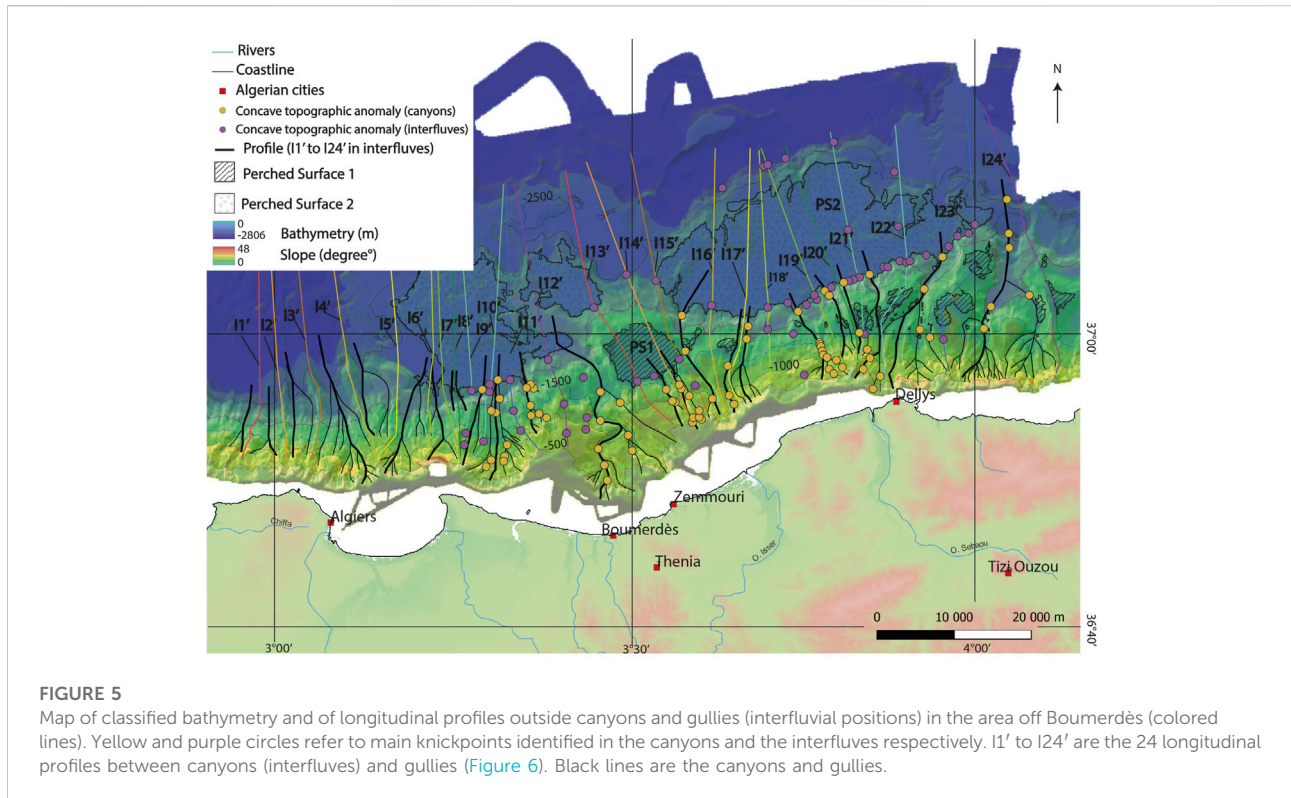 Rivers
Coastline
Algerian cities
Concave topographic anomaly (canyons)
Concave topographic anomaly (interfluves)
Profile (I1′ to I24′ in interfluves)
Perched Surface 1
Perched Surface 2
0
-2806
Bathymetry (m)
48
0
Slope (degree°)
N
-2500
I24′
I23′
PS2
I22′
I21′
I20′
I19′
I18′
I17′
I16′
I15′
I14′
I13′
I12′
I11′
I10′
I9′
I8′
I7′
I6′
I5′
I4′
I3′
I2′
I1′
PS1
37°00′
-1000
-1500
-500
Dellys
Zemmouri
Algiers
Chiffa
Boumerdès
Thenia
O. Isser
O. Sebaou
Tizi Ouzou
0 10 000 20 000 m
36°40′
3°00′
3°30′
4°00′
FIGURE 5
Map of classified bathymetry and of longitudinal profiles outside canyons and gullies (interfluvial positions) in the area off Boumerdès (colored
lines). Yellow and purple circles refer to main knickpoints identified in the canyons and the interfluves respectively. I1′ to I24′ are the 24 longitudinal
profiles between canyons (interfluves) and gullies (Figure 6). Black lines are the canyons and gullies.